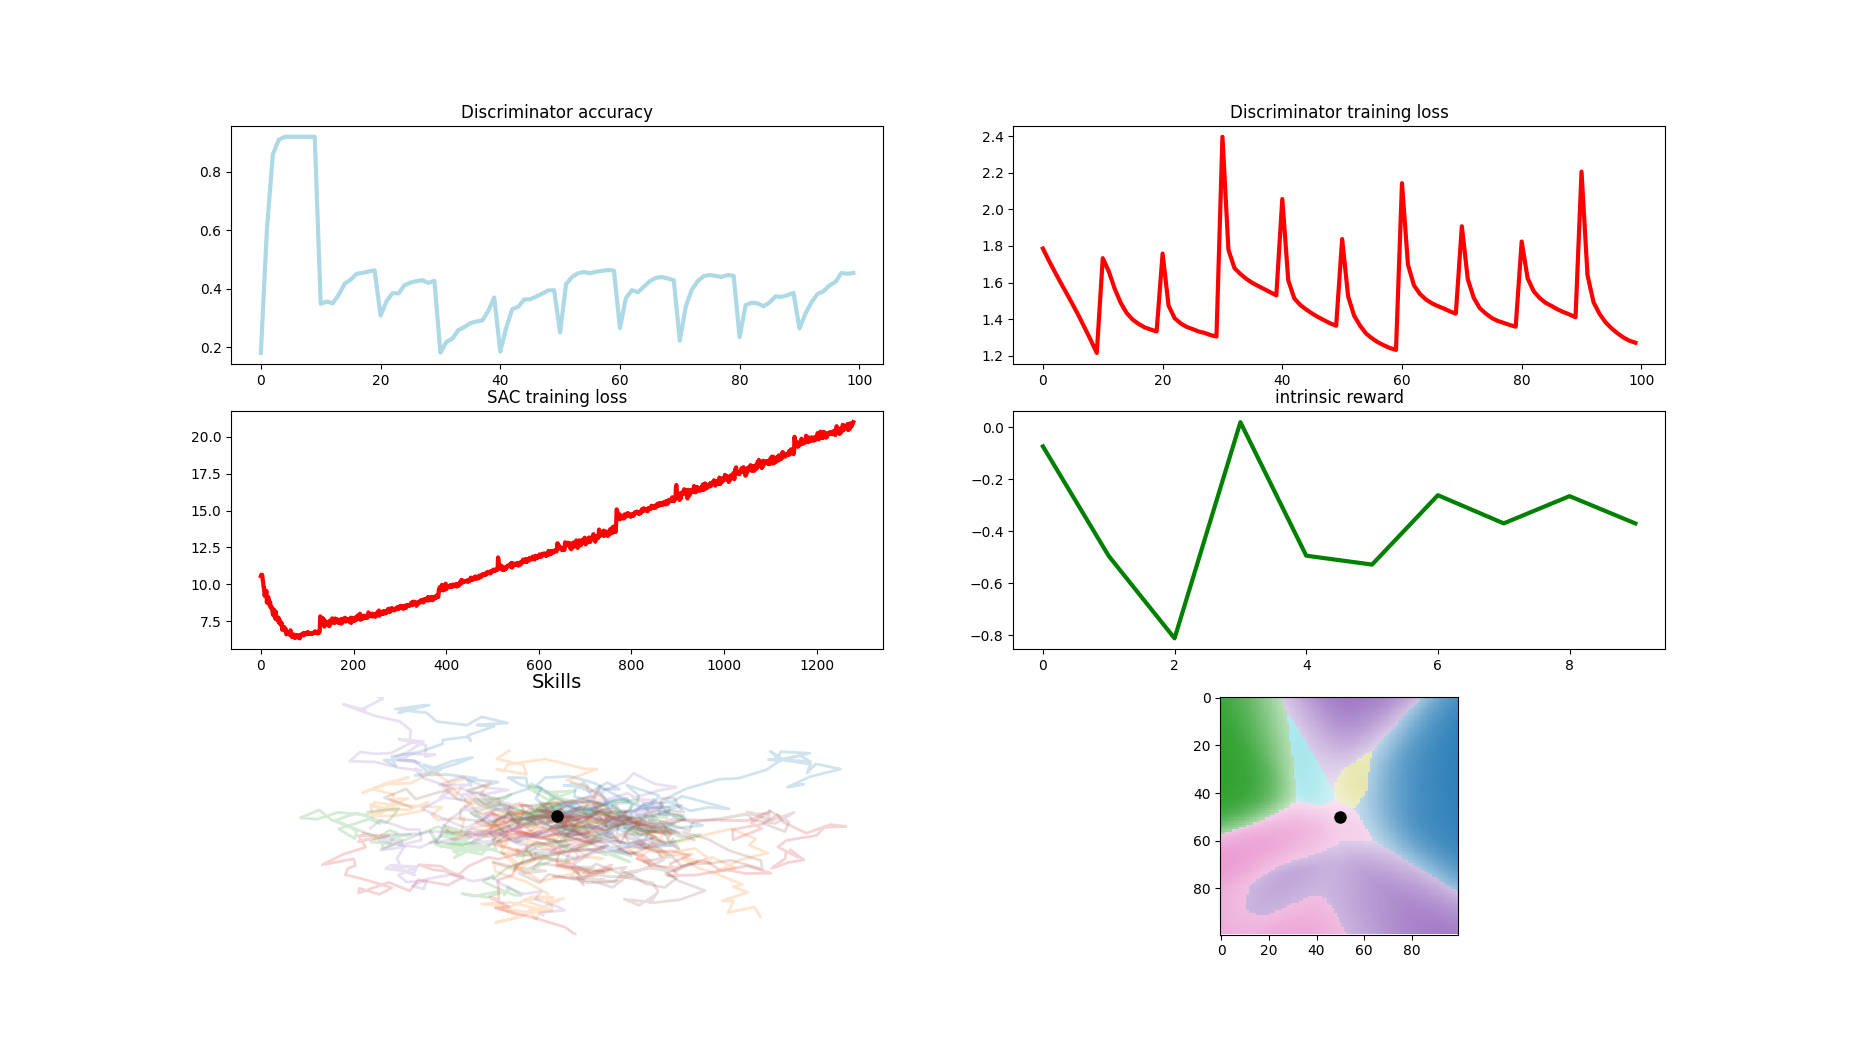 Discriminator accuracy
0.8
0.6
0.4
0.2
0 20 40 60 80 100
Discriminator training loss
2.4
2.2
2.0
1.8
1.6
1.4
1.2
0 20 40 60 80 100
SAC training loss
20.0
17.5
15.0
12.5
10.0
7.5
0 200 400 600 800 1000 1200
intrinsic reward
0.0
−0.2
−0.4
−0.6
−0.8
0 2 4 6 8
Skills
0
20
40
60
80
0 20 40 60 80